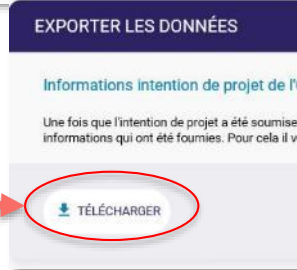 EXPORTER LES DONNÉES
Informations intention de projet de l'
Une fois que l'intention de projet a été soumise
informations qui ont été fournies. Pour cela il
TÉLÉCHARGER